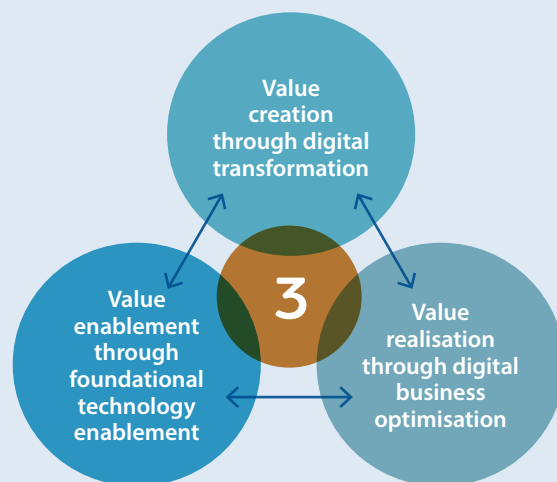 Value
creation
through digital
transformation
3
Value
enablement
through
foundational
technology
enablement
Value
realisation
through digital
business
optimisation